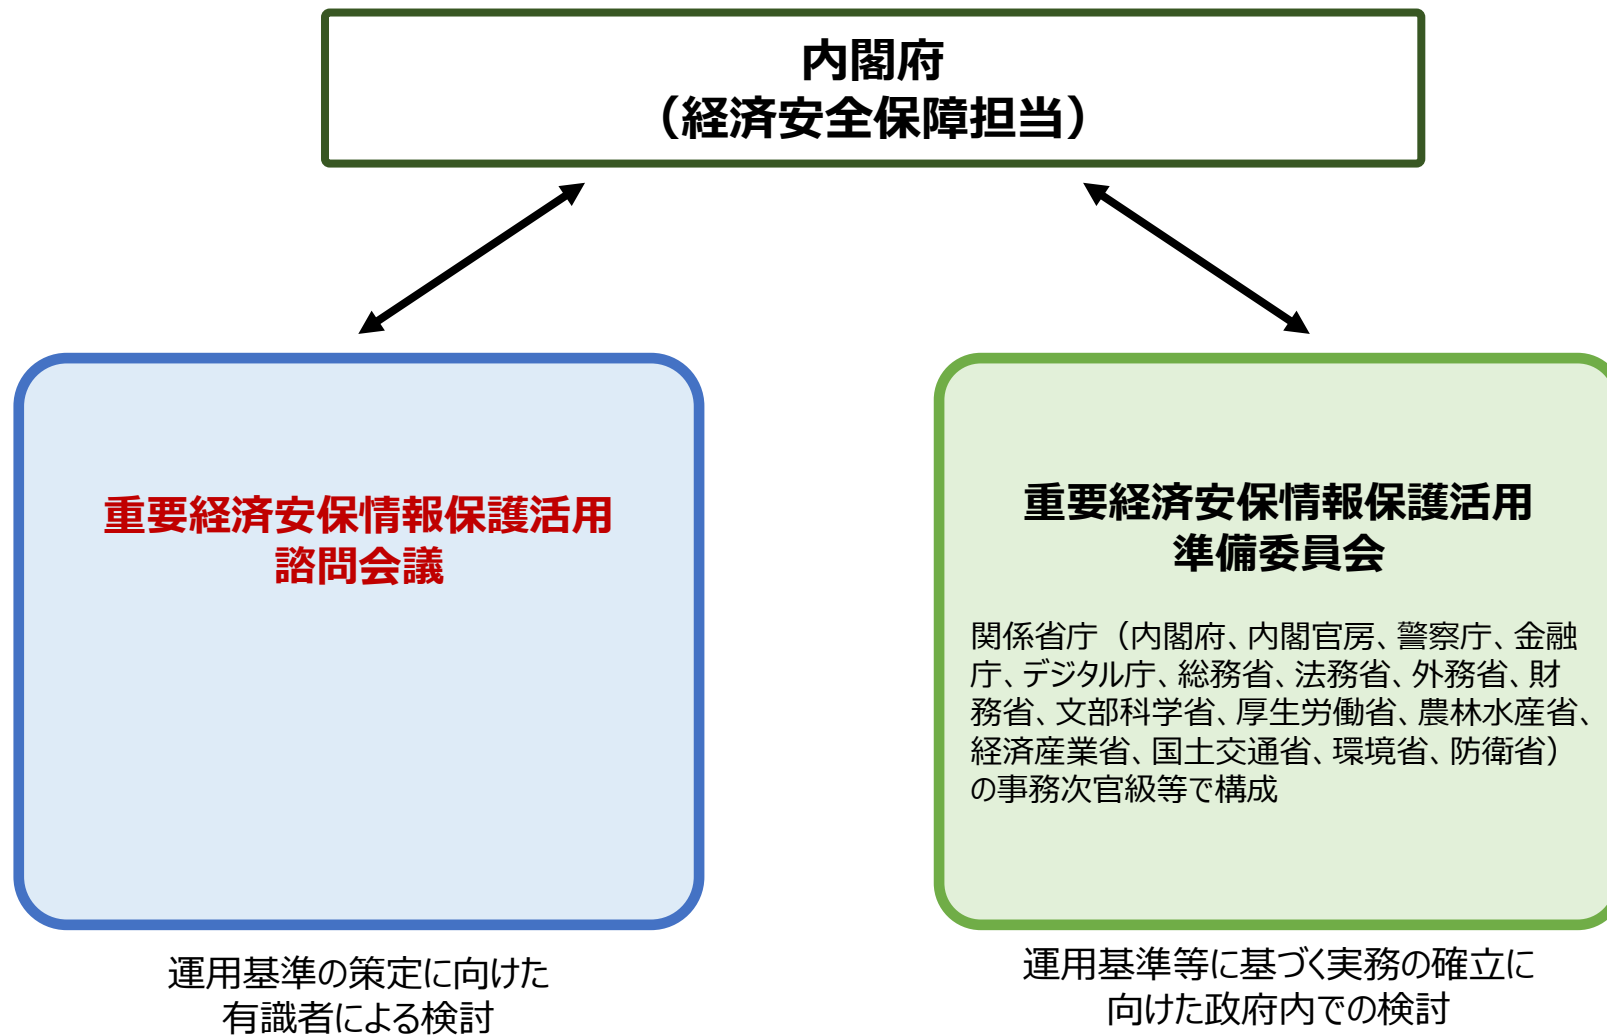 内閣府
（経済安全保障担当）
重要経済安保情報保護活用
諮問会議
運用基準の策定に向けた
有識者による検討
重要経済安保情報保護活用
準備委員会
関係省庁（内閣府、内閣官房、警察庁、金融
庁、デジタル庁、総務省、法務省、外務省、財
務省、文部科学省、厚生労働省、農林水産省、
経済産業省、国土交通省、環境省、防衛省）
の事務次官級等で構成
運用基準等に基づく実務の確立に
向けた政府内での検討